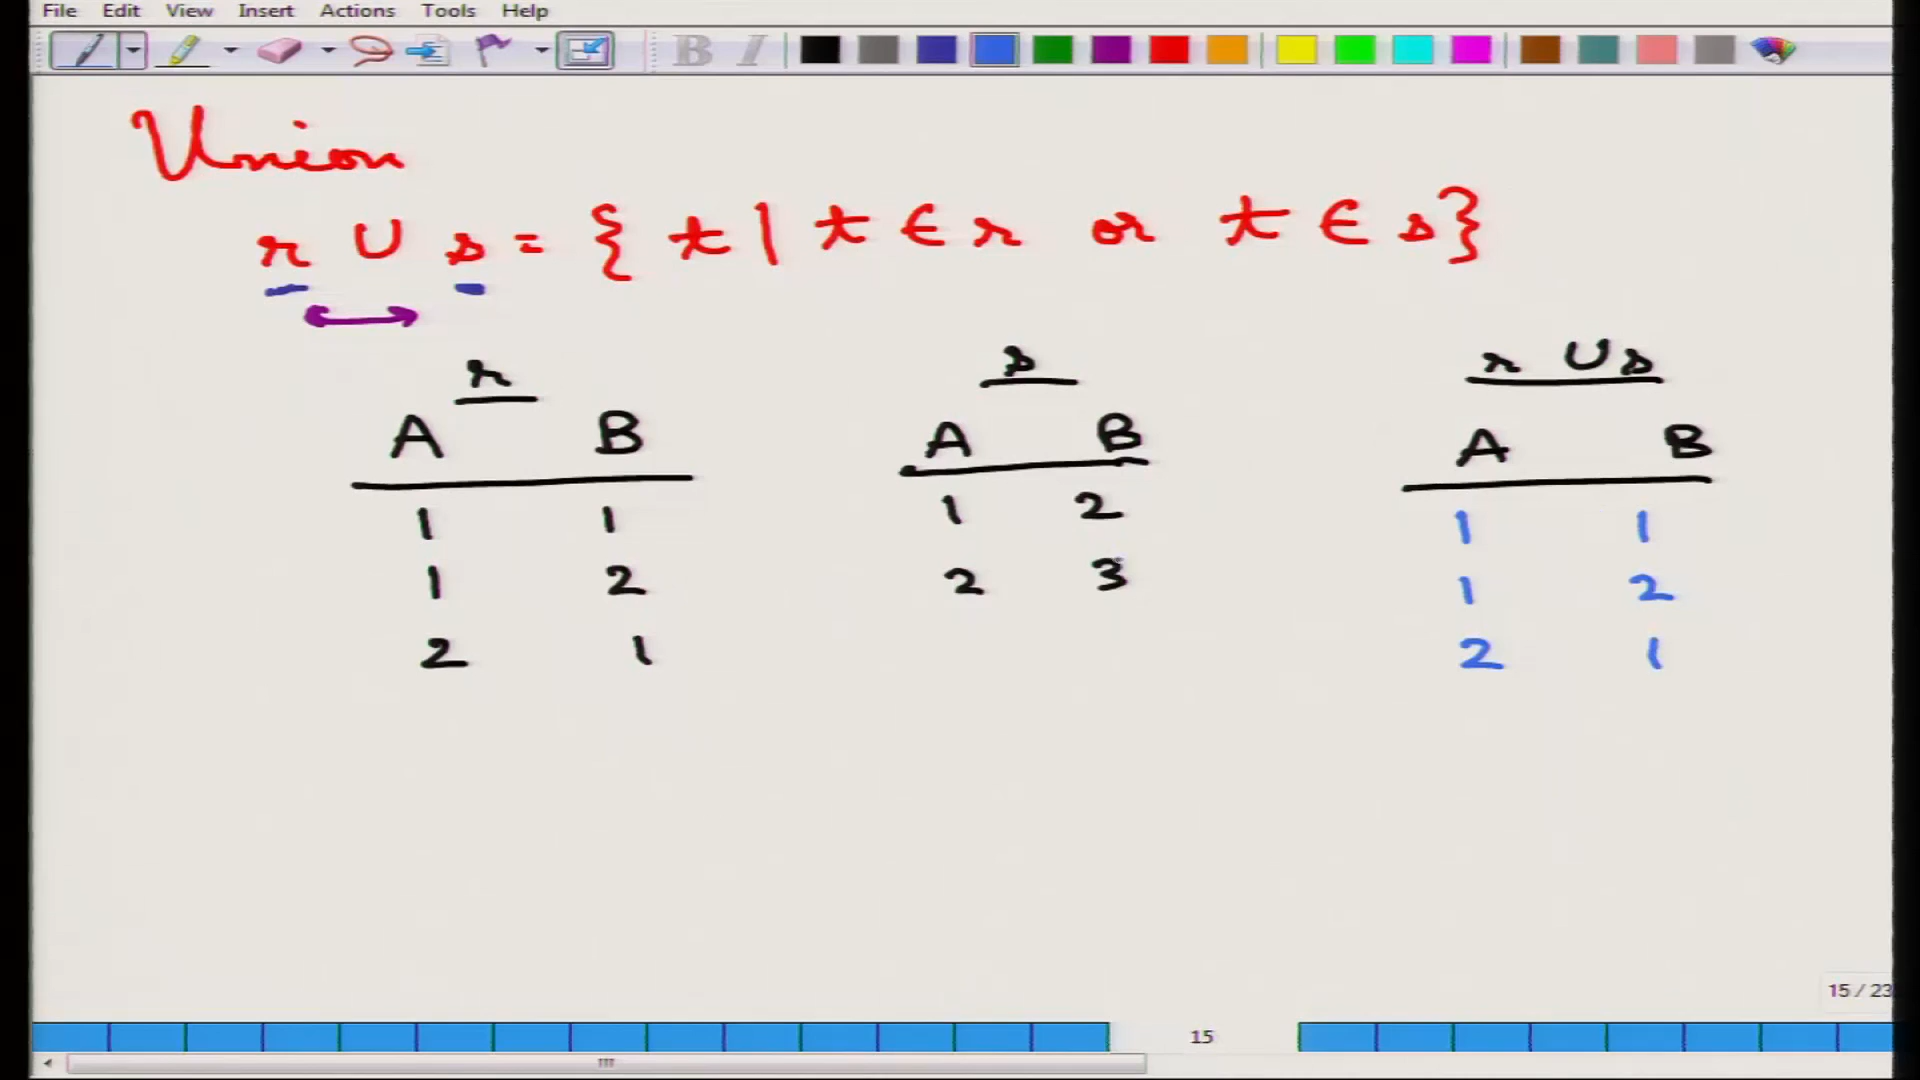 File Edit View Insert Actions Tools Help
B I
Union
r ∪ s = { t | t ∈ r or t ∈ s }
r s r ∪ s
A B A B A B
1 1 1 2 1 1
1 2 2 3 1 2
2 1 2 1
15 / 23
15